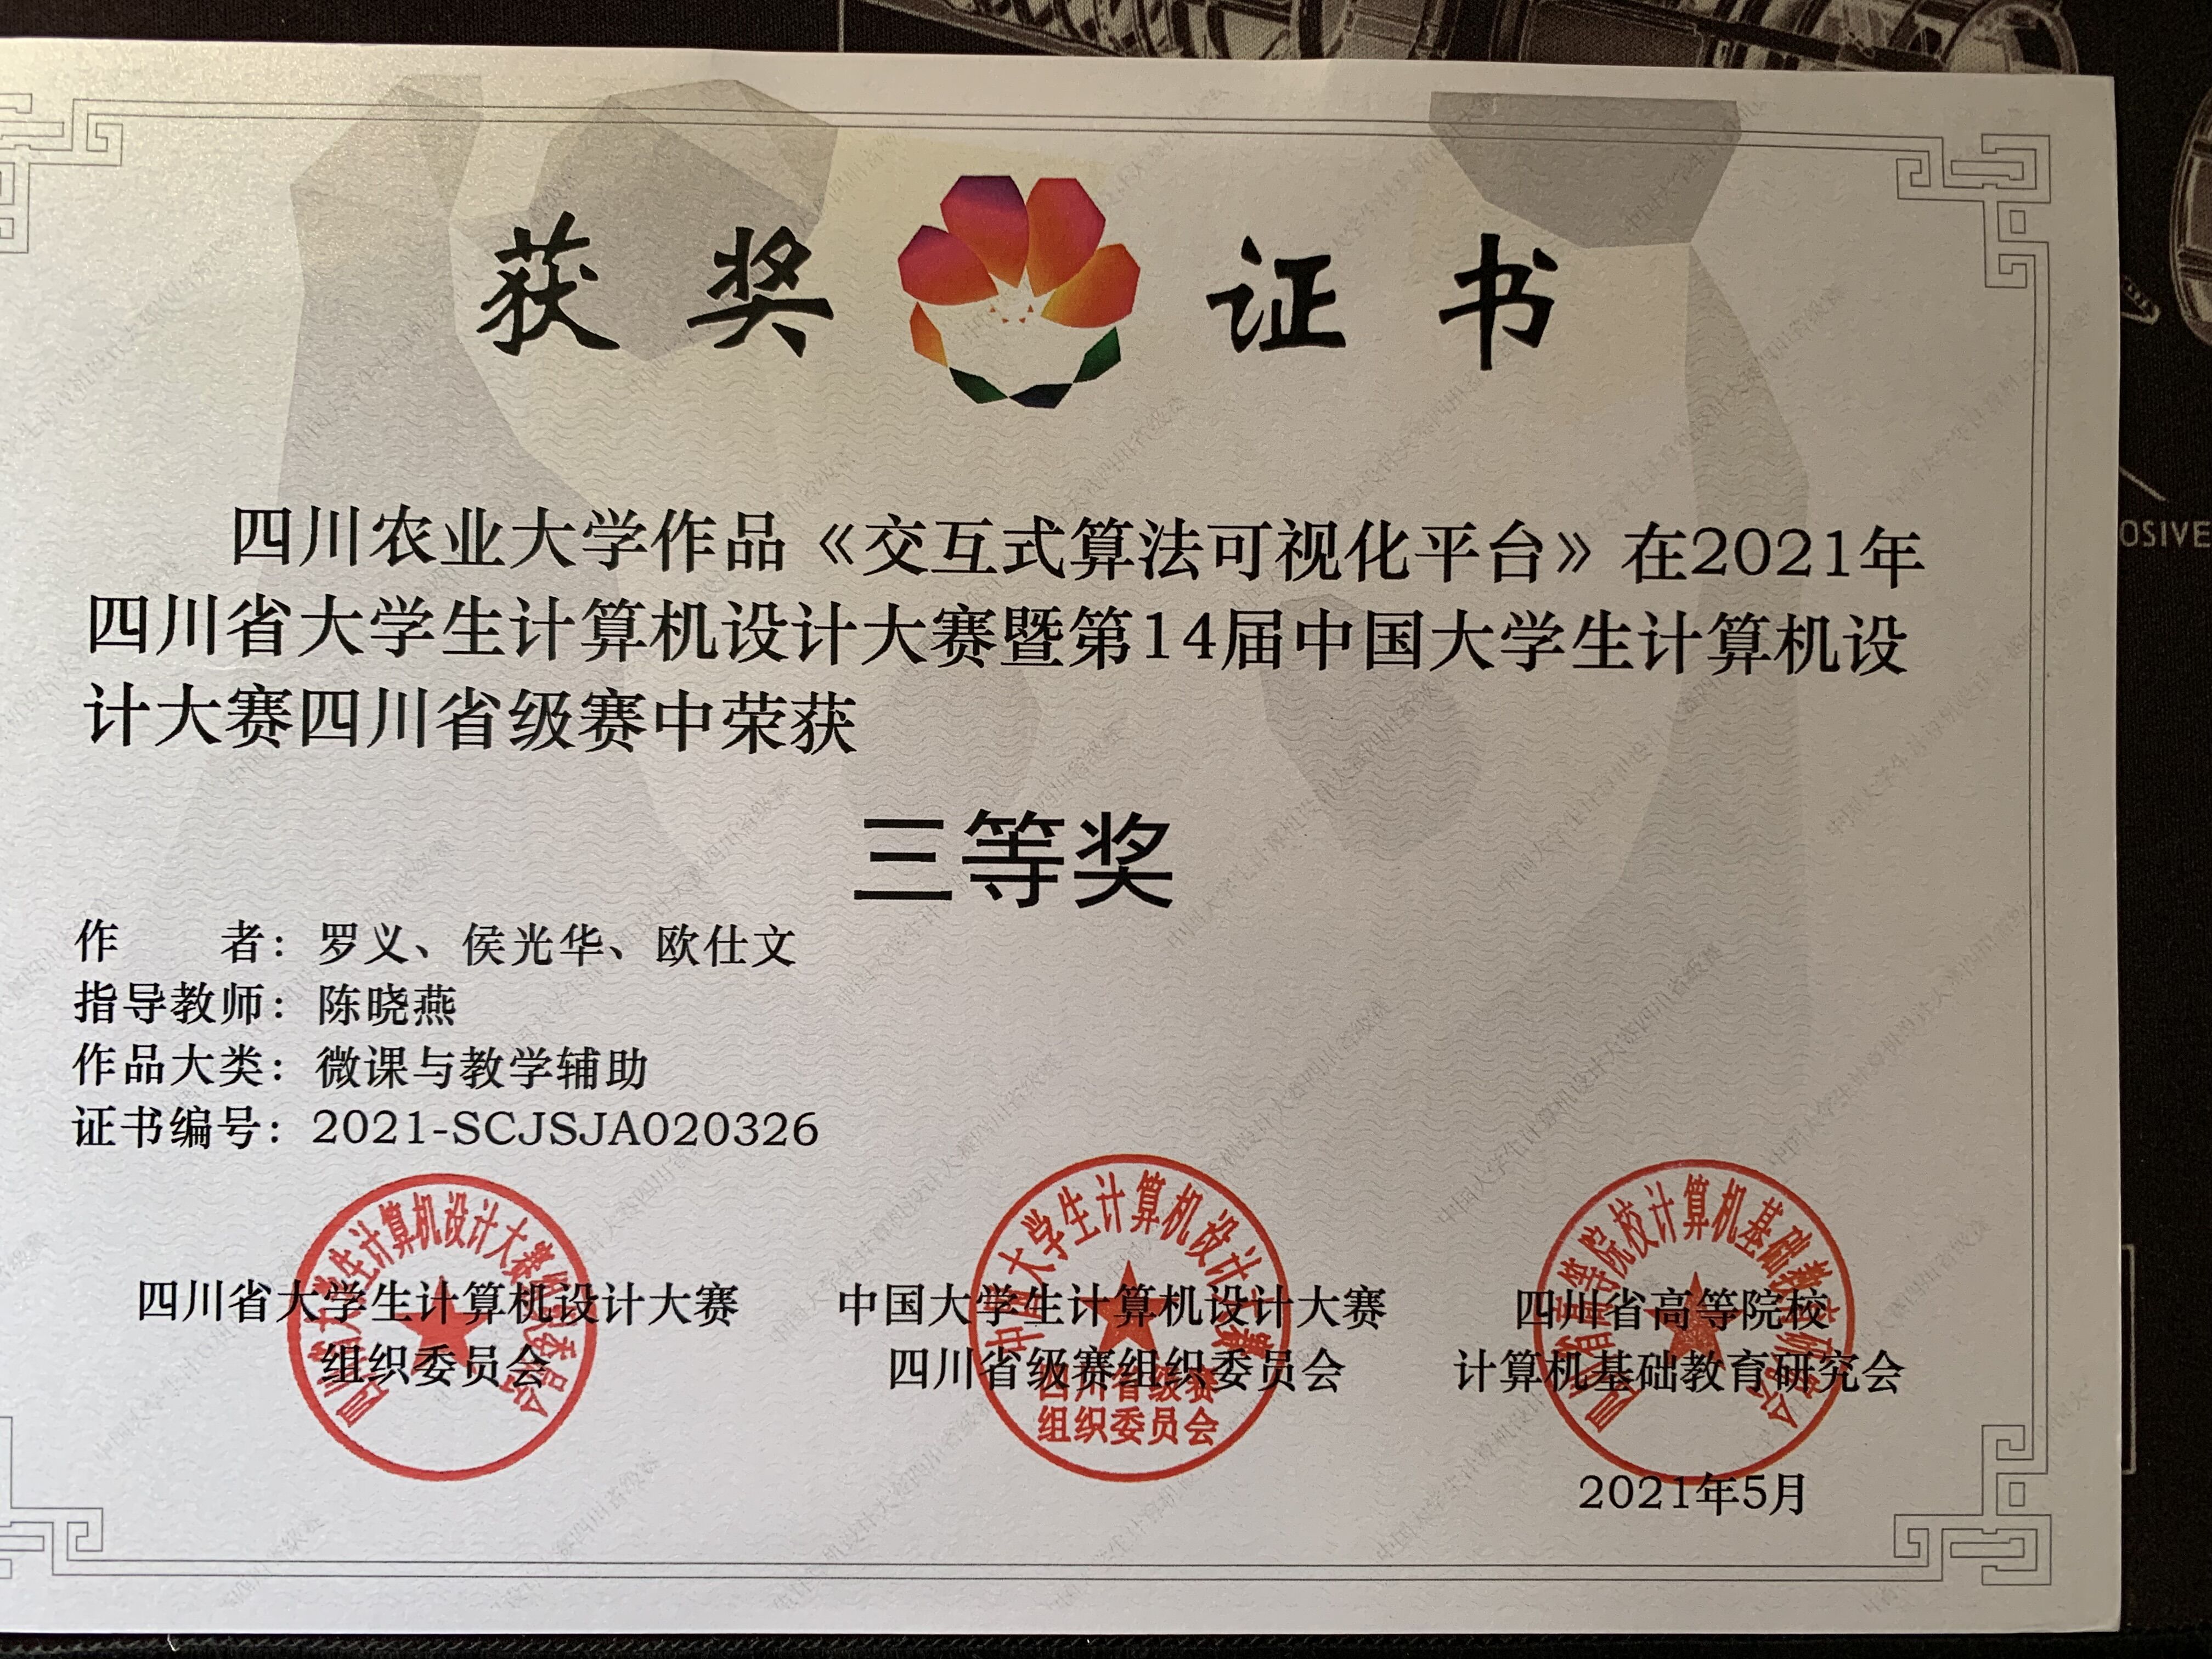 获奖证书
四川农业大学作品《交互式算法可视化平台》在2021年
四川省大学生计算机设计大赛暨第14届中国大学生计算机设
计大赛四川省级赛中荣获
三等奖
作　　者：罗义、侯光华、欧仕文
指导教师：陈晓燕
作品大类：微课与教学辅助
证书编号：2021-SCJSJA020326
四川省大学生计算机设计大赛
组织委员会
四川省大学生计算机设计大赛组织委员会
中国大学生计算机设计大赛
四川省级赛组织委员会
中国大学生计算机设计大赛
四川省级赛
组织委员会
四川省高等院校
计算机基础教育研究会
四川省高等院校计算机基础教育研究会
2021年5月
OSIVE